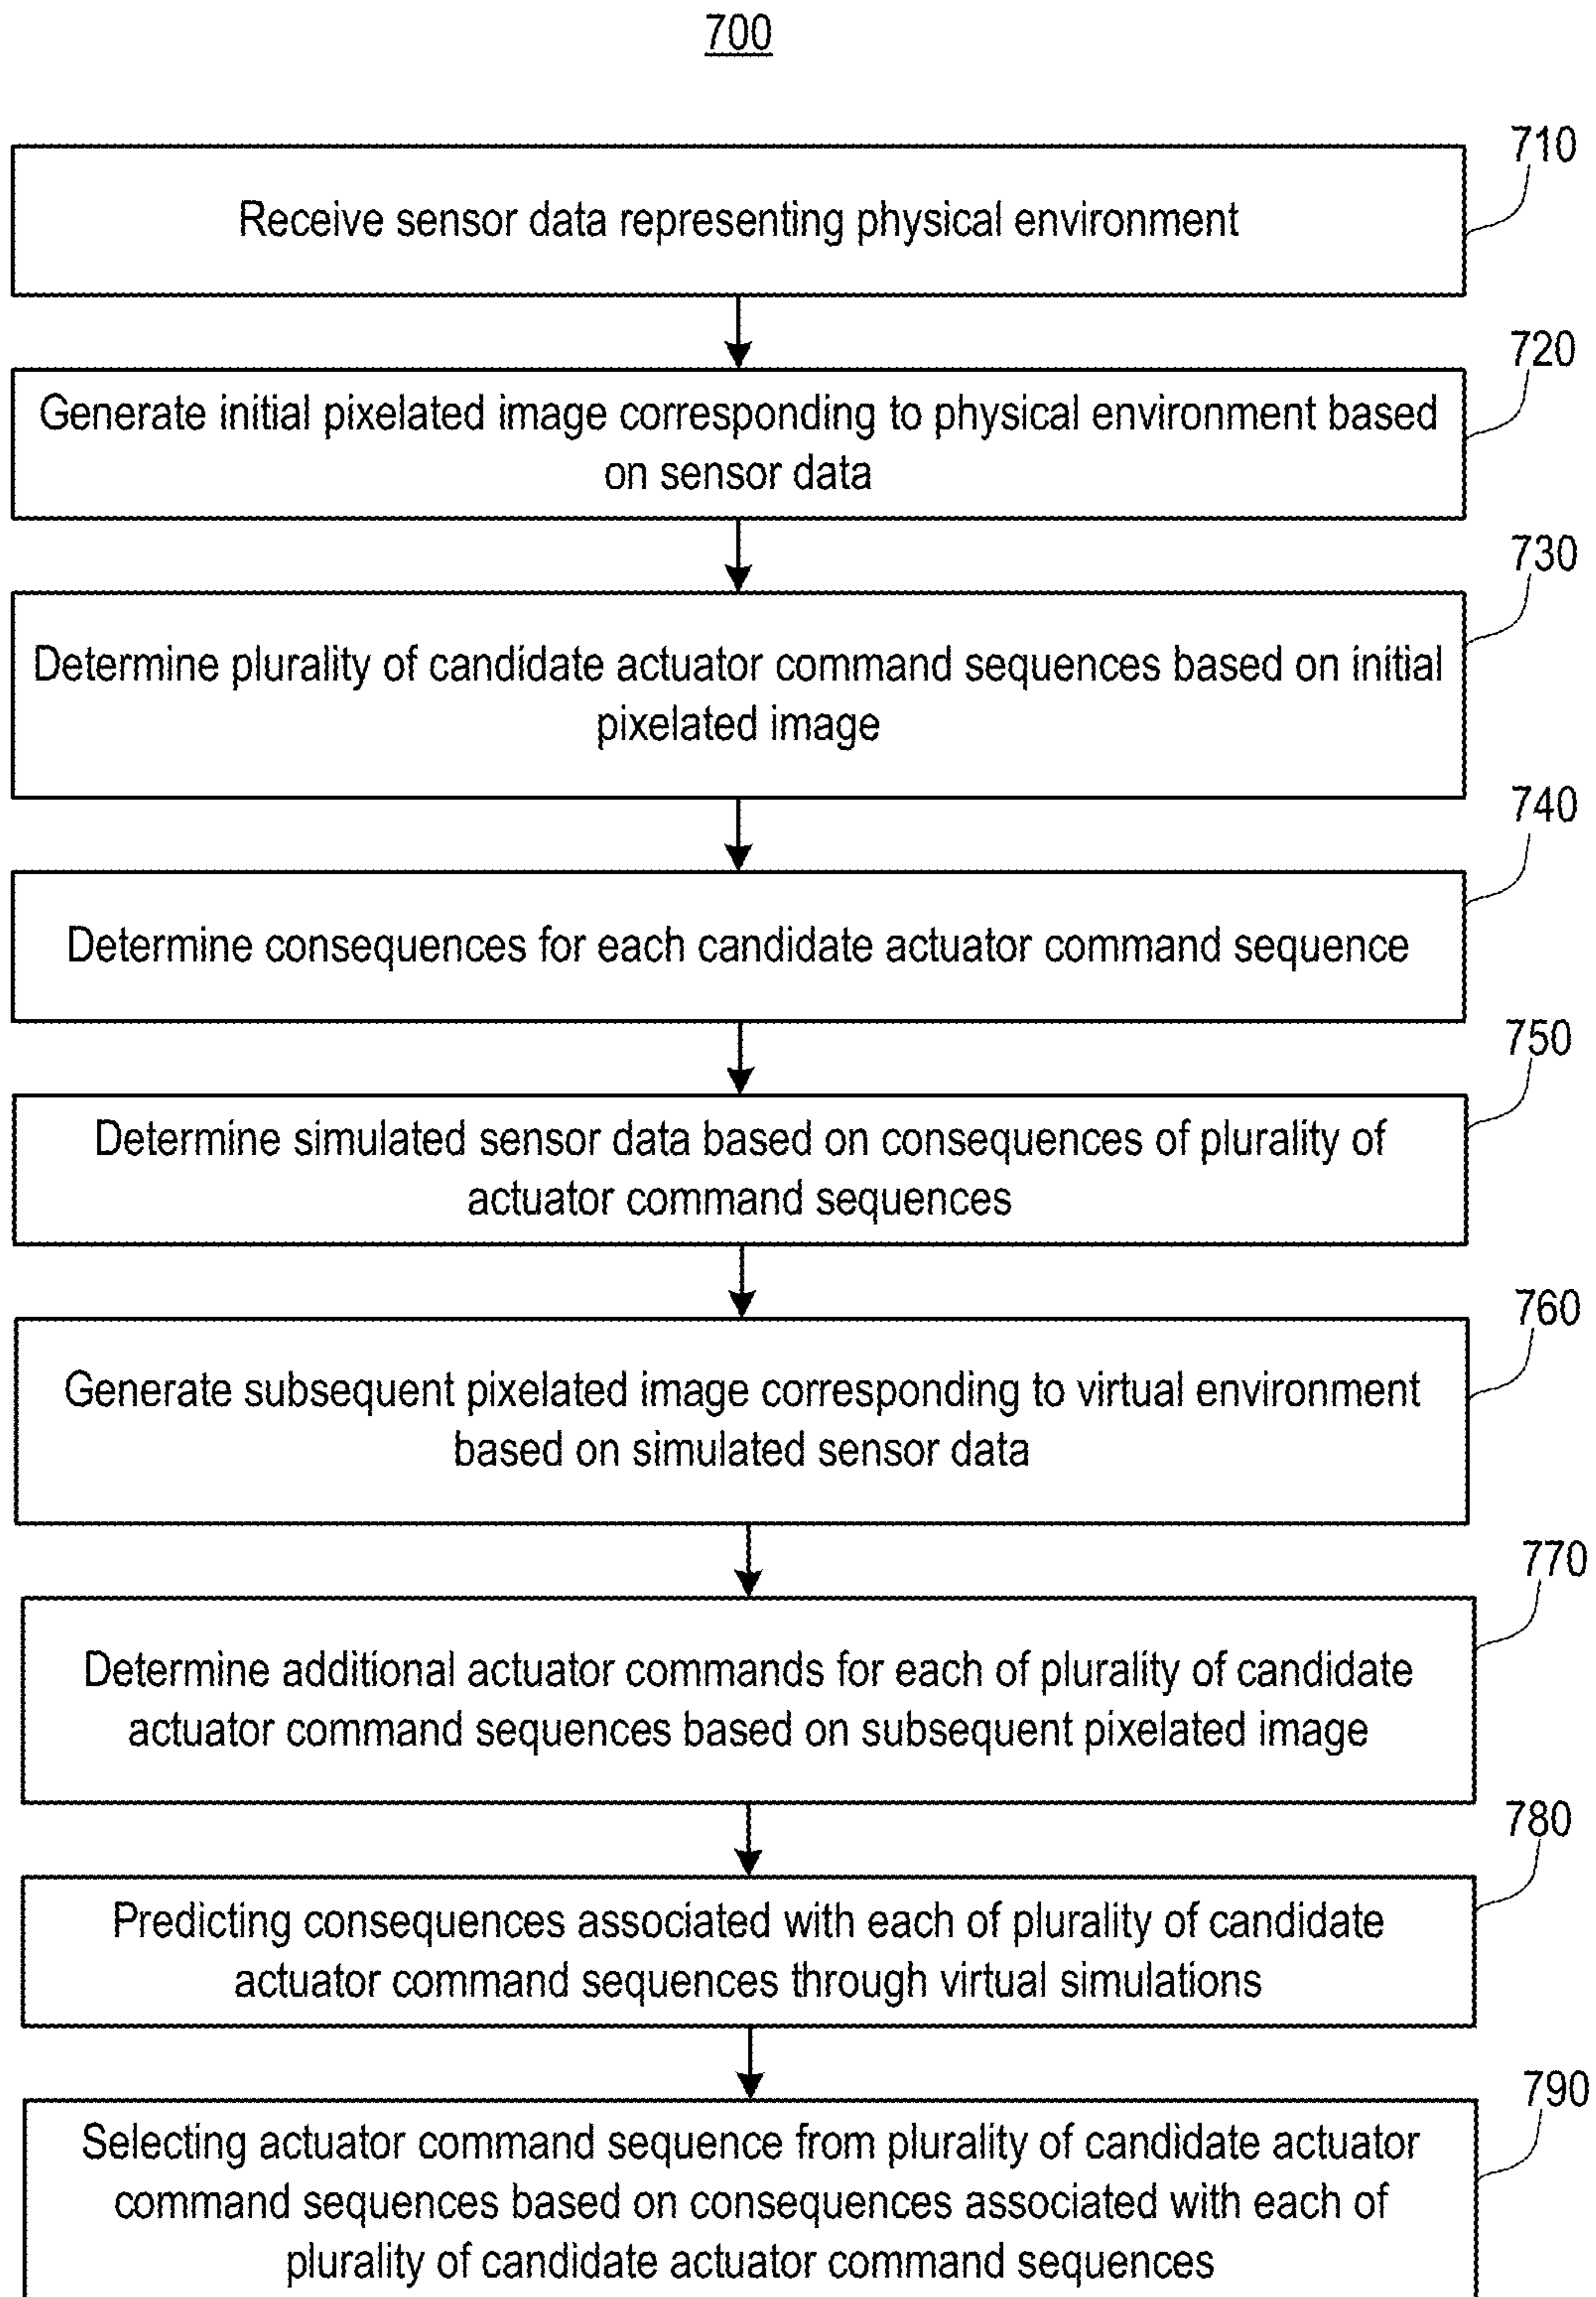 700
710
Receive sensor data representing physical environment
720
Generate initial pixelated image corresponding to physical environment based
on sensor data
730
Determine plurality of candidate actuator command sequences based on initial
pixelated image
740
Determine consequences for each candidate actuator command sequence
750
Determine simulated sensor data based on consequences of plurality of
actuator command sequences
760
Generate subsequent pixelated image corresponding to virtual environment
based on simulated sensor data
770
Determine additional actuator commands for each of plurality of candidate
actuator command sequences based on subsequent pixelated image
780
Predicting consequences associated with each of plurality of candidate
actuator command sequences through virtual simulations
790
Selecting actuator command sequence from plurality of candidate actuator
command sequences based on consequences associated with each of
plurality of candidate actuator command sequences